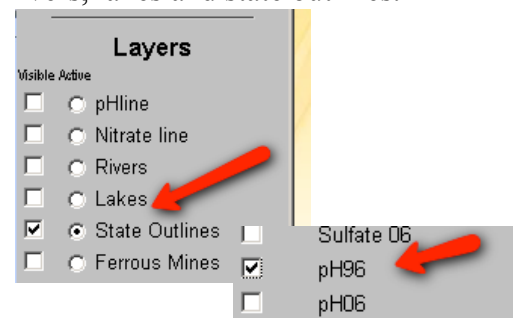 Layers
Visible Active
pHline
Nitrate line
Rivers
Lakes
State Outlines
Ferrous Mines
Sulfate 06
pH96
pH06